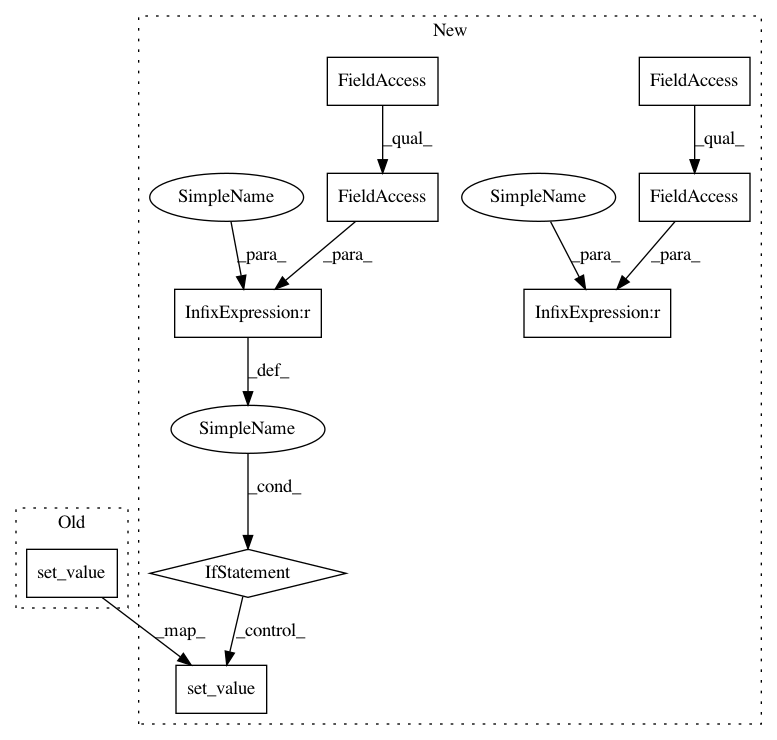 New
FieldAccess
FieldAccess
_qual_
_qual_
SimpleName
FieldAccess
SimpleName
FieldAccess
_para_
_para_
_para_
_para_
InfixExpression:r
InfixExpression:r
_def_
SimpleName
_cond_
Old
set_value
IfStatement
_map_
_control_
set_value